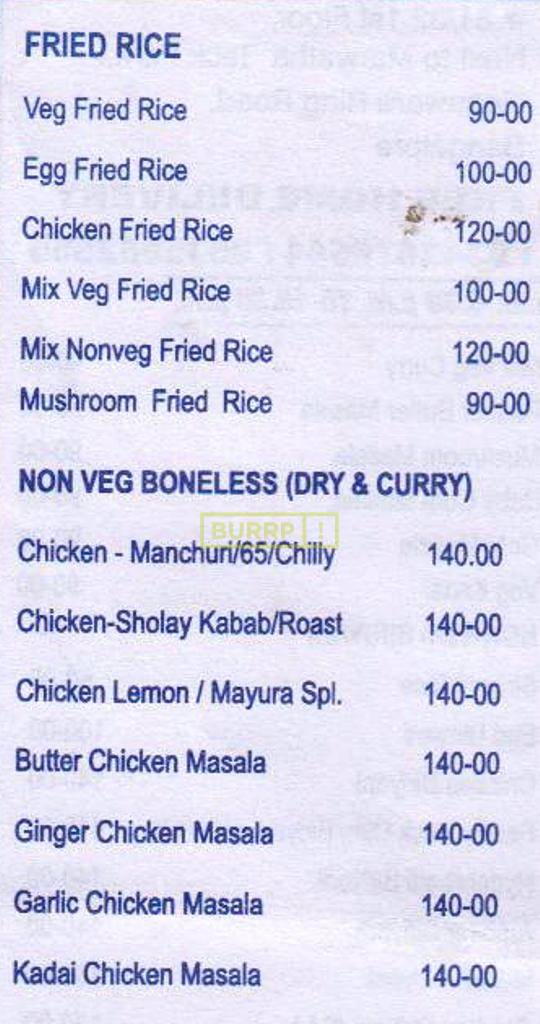 FRIED RICE
Veg Fried Rice 90-00
Egg Fried Rice 100-00
Chicken Fried Rice 120-00
Mix Veg Fried Rice 100-00
Mix Nonveg Fried Rice 120-00
Mushroom Fried Rice 90-00
NON VEG BONELESS (DRY & CURRY)
BURRP!
Chicken - Manchuri/65/Chilly 140.00
Chicken-Sholay Kabab/Roast 140-00
Chicken Lemon / Mayura Spl. 140-00
Butter Chicken Masala 140-00
Ginger Chicken Masala 140-00
Garlic Chicken Masala 140-00
Kadai Chicken Masala 140-00